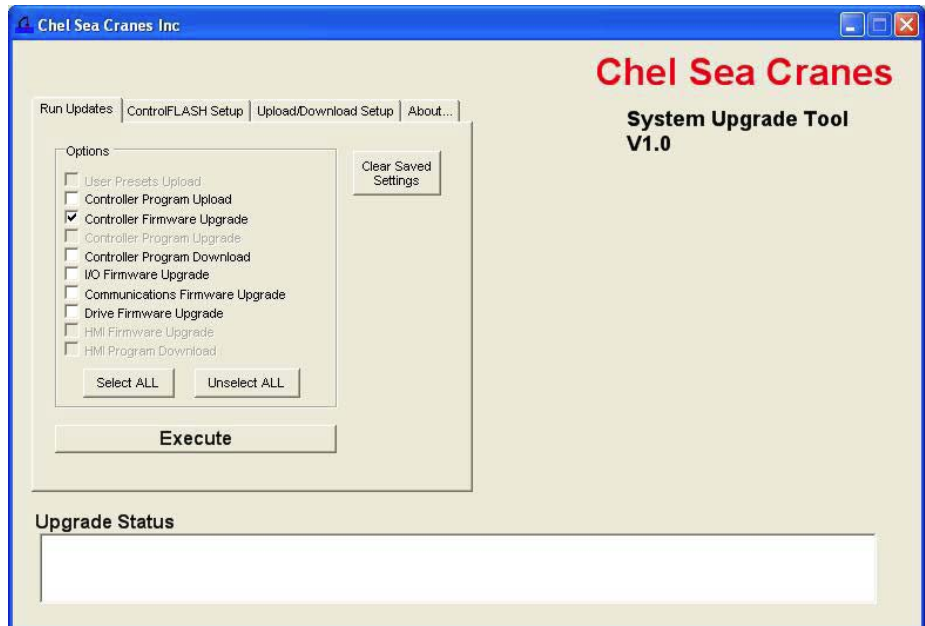 Chel Sea Cranes Inc
Chel Sea Cranes
System Upgrade Tool
V1.0
Run Updates
ControlFLASH Setup
Upload/Download Setup
About...
Options
Clear Saved
Settings
User Presets Upload
Controller Program Upload
Controller Firmware Upgrade
Controller Program Upgrade
Controller Program Download
I/O Firmware Upgrade
Communications Firmware Upgrade
Drive Firmware Upgrade
HMI Firmware Upgrade
HMI Program Download
Select ALL
Unselect ALL
Execute
Upgrade Status